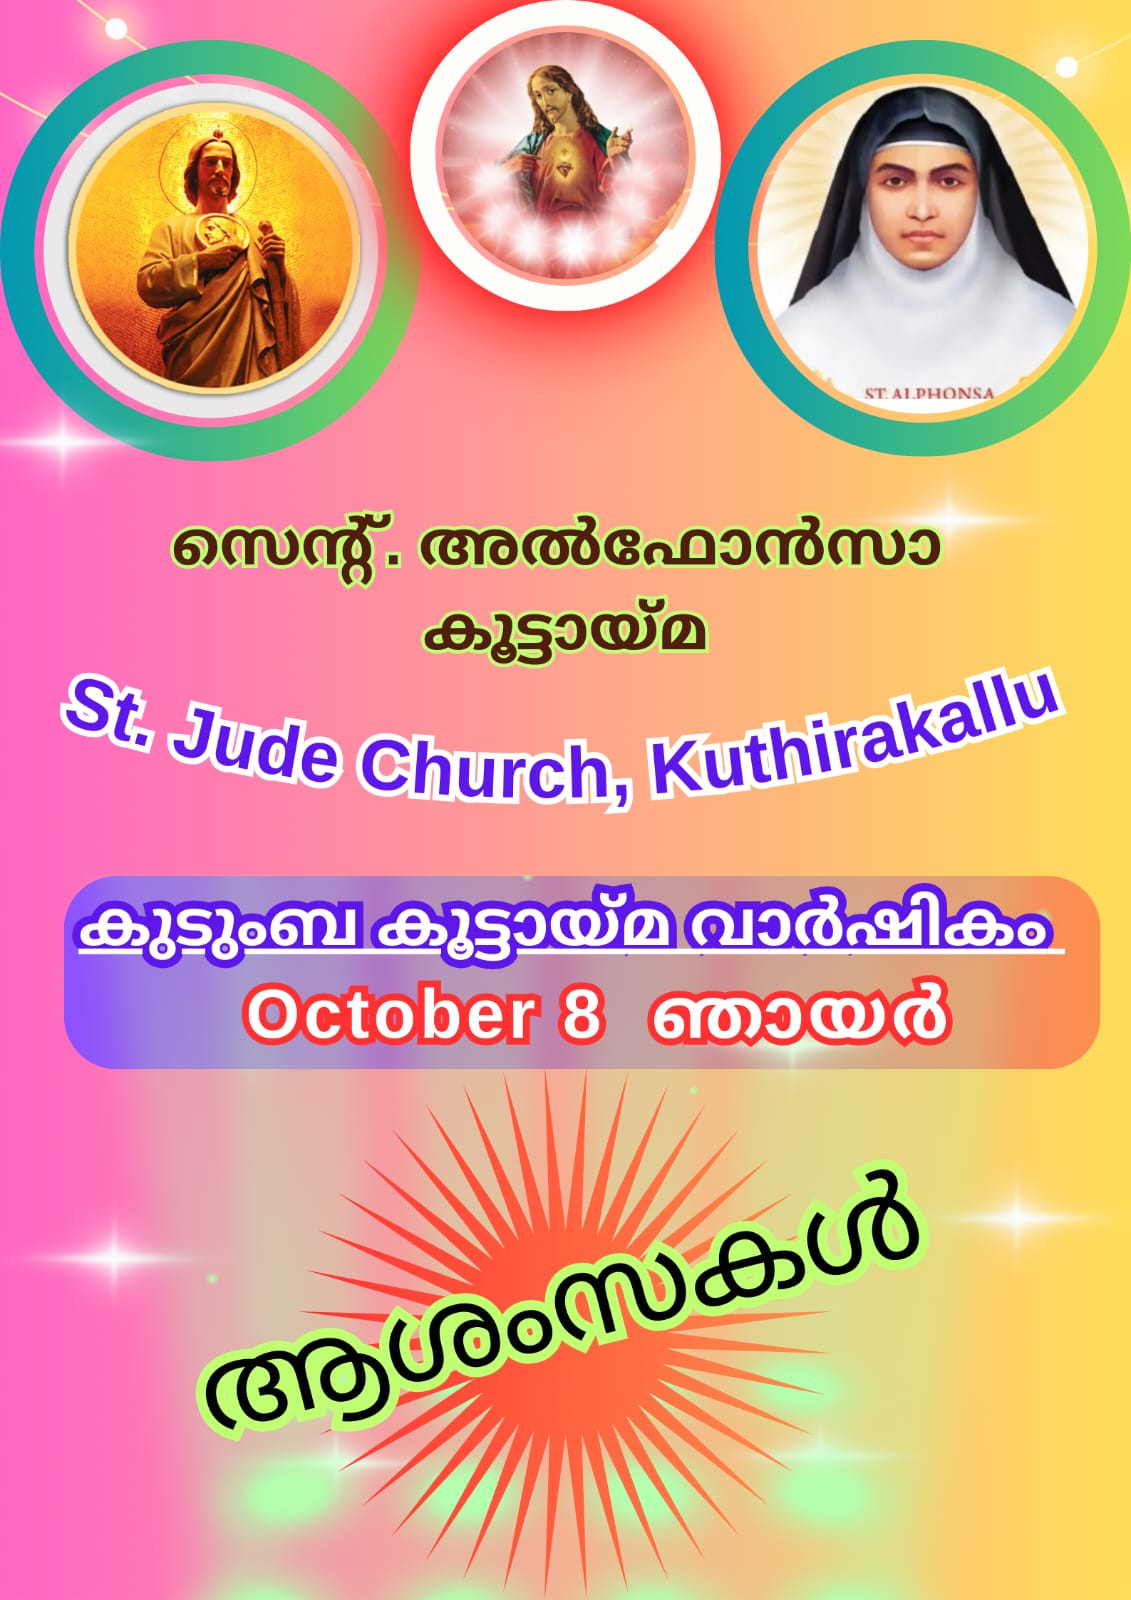 ST. ALPHONSA
സെന്റ്. അൽഫോൻസാ
കൂട്ടായ്മ
St. Jude Church, Kuthirakallu
കുടുംബ കൂട്ടായ്മ വാർഷികം
October 8 ഞായർ
ആശംസകൾ